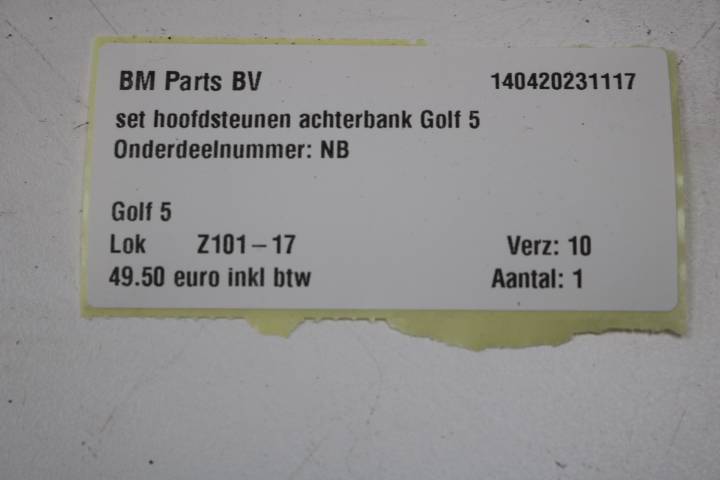 BM Parts BV 140420231117
set hoofdsteunen achterbank Golf 5
Onderdeelnummer: NB
Golf 5
Lok Z101-17 Verz: 10
49.50 euro inkl btw Aantal: 1